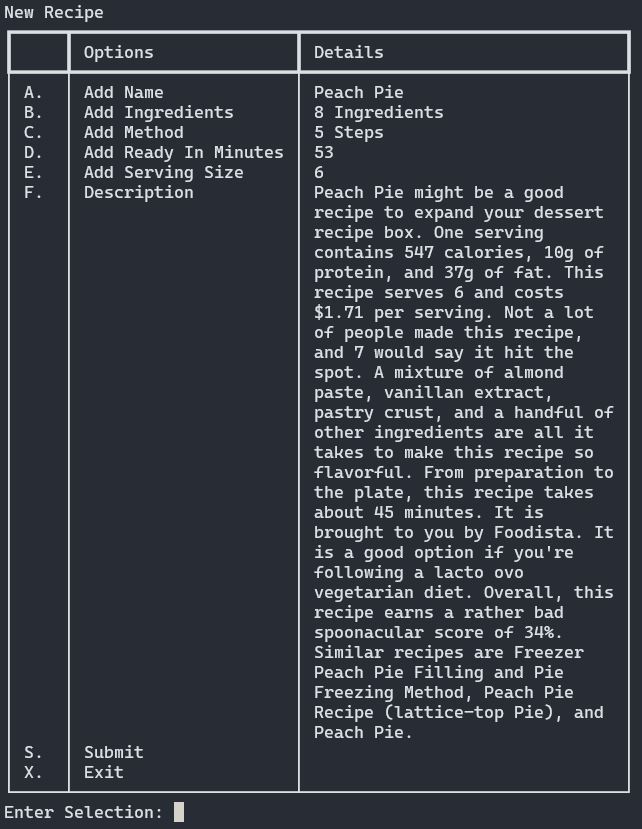 New Recipe
Options Details
A. Add Name Peach Pie
B. Add Ingredients 8 Ingredients
C. Add Method 5 Steps
D. Add Ready In Minutes 53
E. Add Serving Size 6
F. Description Peach Pie might be a good
recipe to expand your dessert
recipe box. One serving
contains 547 calories, 10g of
protein, and 37g of fat. This
recipe serves 6 and costs
$1.71 per serving. Not a lot
of people made this recipe,
and 7 would say it hit the
spot. A mixture of almond
paste, vanillan extract,
pastry crust, and a handful of
other ingredients are all it
takes to make this recipe so
flavorful. From preparation to
the plate, this recipe takes
about 45 minutes. It is
brought to you by Foodista. It
is a good option if you're
following a lacto ovo
vegetarian diet. Overall, this
recipe earns a rather bad
spoonacular score of 34%.
Similar recipes are Freezer
Peach Pie Filling and Pie
Freezing Method, Peach Pie
Recipe (lattice-top Pie), and
Peach Pie.
S. Submit
X. Exit
Enter Selection: